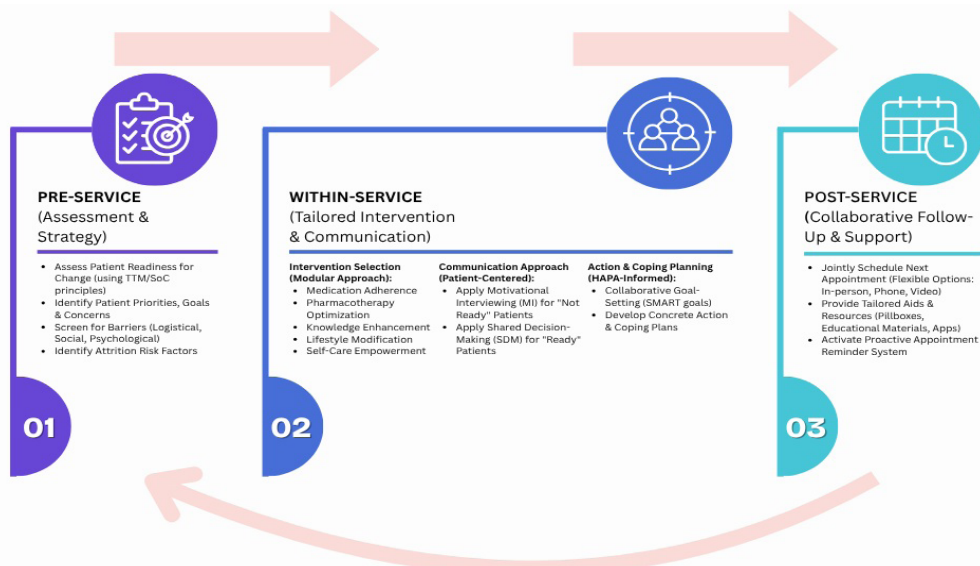 PRE-SERVICE
(Assessment &
Strategy)
• Assess Patient Readiness for
Change (using TTM/SoC
principles)
• Identify Patient Priorities, Goals
& Concerns
• Screen for Barriers (Logistical,
Social, Psychological)
• Identify Attrition Risk Factors
01
WITHIN-SERVICE
(Tailored Intervention
& Communication)
Intervention Selection
(Modular Approach):
• Medication Adherence
• Pharmacotherapy
Optimization
• Knowledge Enhancement
• Lifestyle Modification
• Self-Care Empowerment
Communication Approach
(Patient-Centered):
• Apply Motivational
Interviewing (MI) for "Not
Ready" Patients
• Apply Shared Decision-
Making (SDM) for "Ready"
Patients
Action & Coping Planning
(HAPA-Informed):
• Collaborative Goal-
Setting (SMART goals)
• Develop Concrete Action
& Coping Plans
02
POST-SERVICE
(Collaborative Follow-
Up & Support)
• Jointly Schedule Next
Appointment (Flexible Options:
In-person, Phone, Video)
• Provide Tailored Aids &
Resources (Pillboxes,
Educational Materials, Apps)
• Activate Proactive Appointment
Reminder System
03